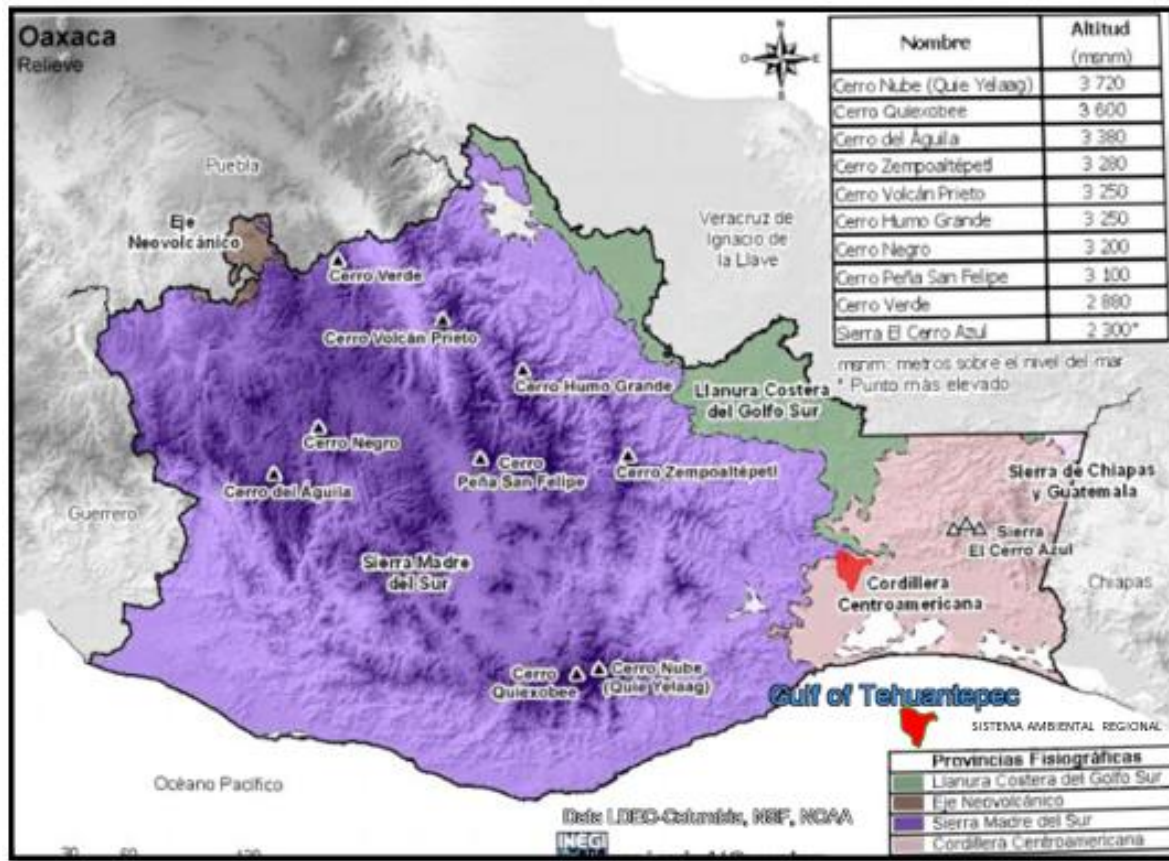 Oaxaca
Relieve
Nombre
Altitud
(msnm)
Cerro Nube (Quie Yelaag) 3 720
Cerro Quiexobee 3 600
Cerro del Águila 3 380
Cerro Zempoaltépetl 3 280
Cerro Volcán Prieto 3 250
Cerro Humo Grande 3 250
Cerro Negro 3 200
Cerro Peña San Felipe 3 100
Cerro Verde 2 880
Sierra El Cerro Azul 2 300*
msnm: metros sobre el nivel del mar
* Punto más elevado
N
O
E
S
Puebla
Veracruz de
Ignacio de
la Llave
Eje
Neovolcánico
Cerro Verde
Cerro Volcán Prieto
Cerro Humo Grande
Llanura Costera
del Golfo Sur
Cerro Negro
Cerro
Peña San Felipe
Cerro Zempoaltépetl
Cerro del Águila
Sierra de Chiapas
y Guatemala
Guerrero
Sierra
El Cerro Azul
Sierra Madre
del Sur
Cordillera
Centroamericana
Chiapas
Cerro
Quiexobee
Cerro Nube
(Quie Yelaag)
Gulf of Tehuantepec
SISTEMA AMBIENTAL REGIONAL
Océano Pacífico
Provincias Fisiográficas
Llanura Costera del Golfo Sur
Eje Neovolcánico
Sierra Madre del Sur
Cordillera Centroamericana
Data LDEO-Columbia, NSF, NOAA
INEGI